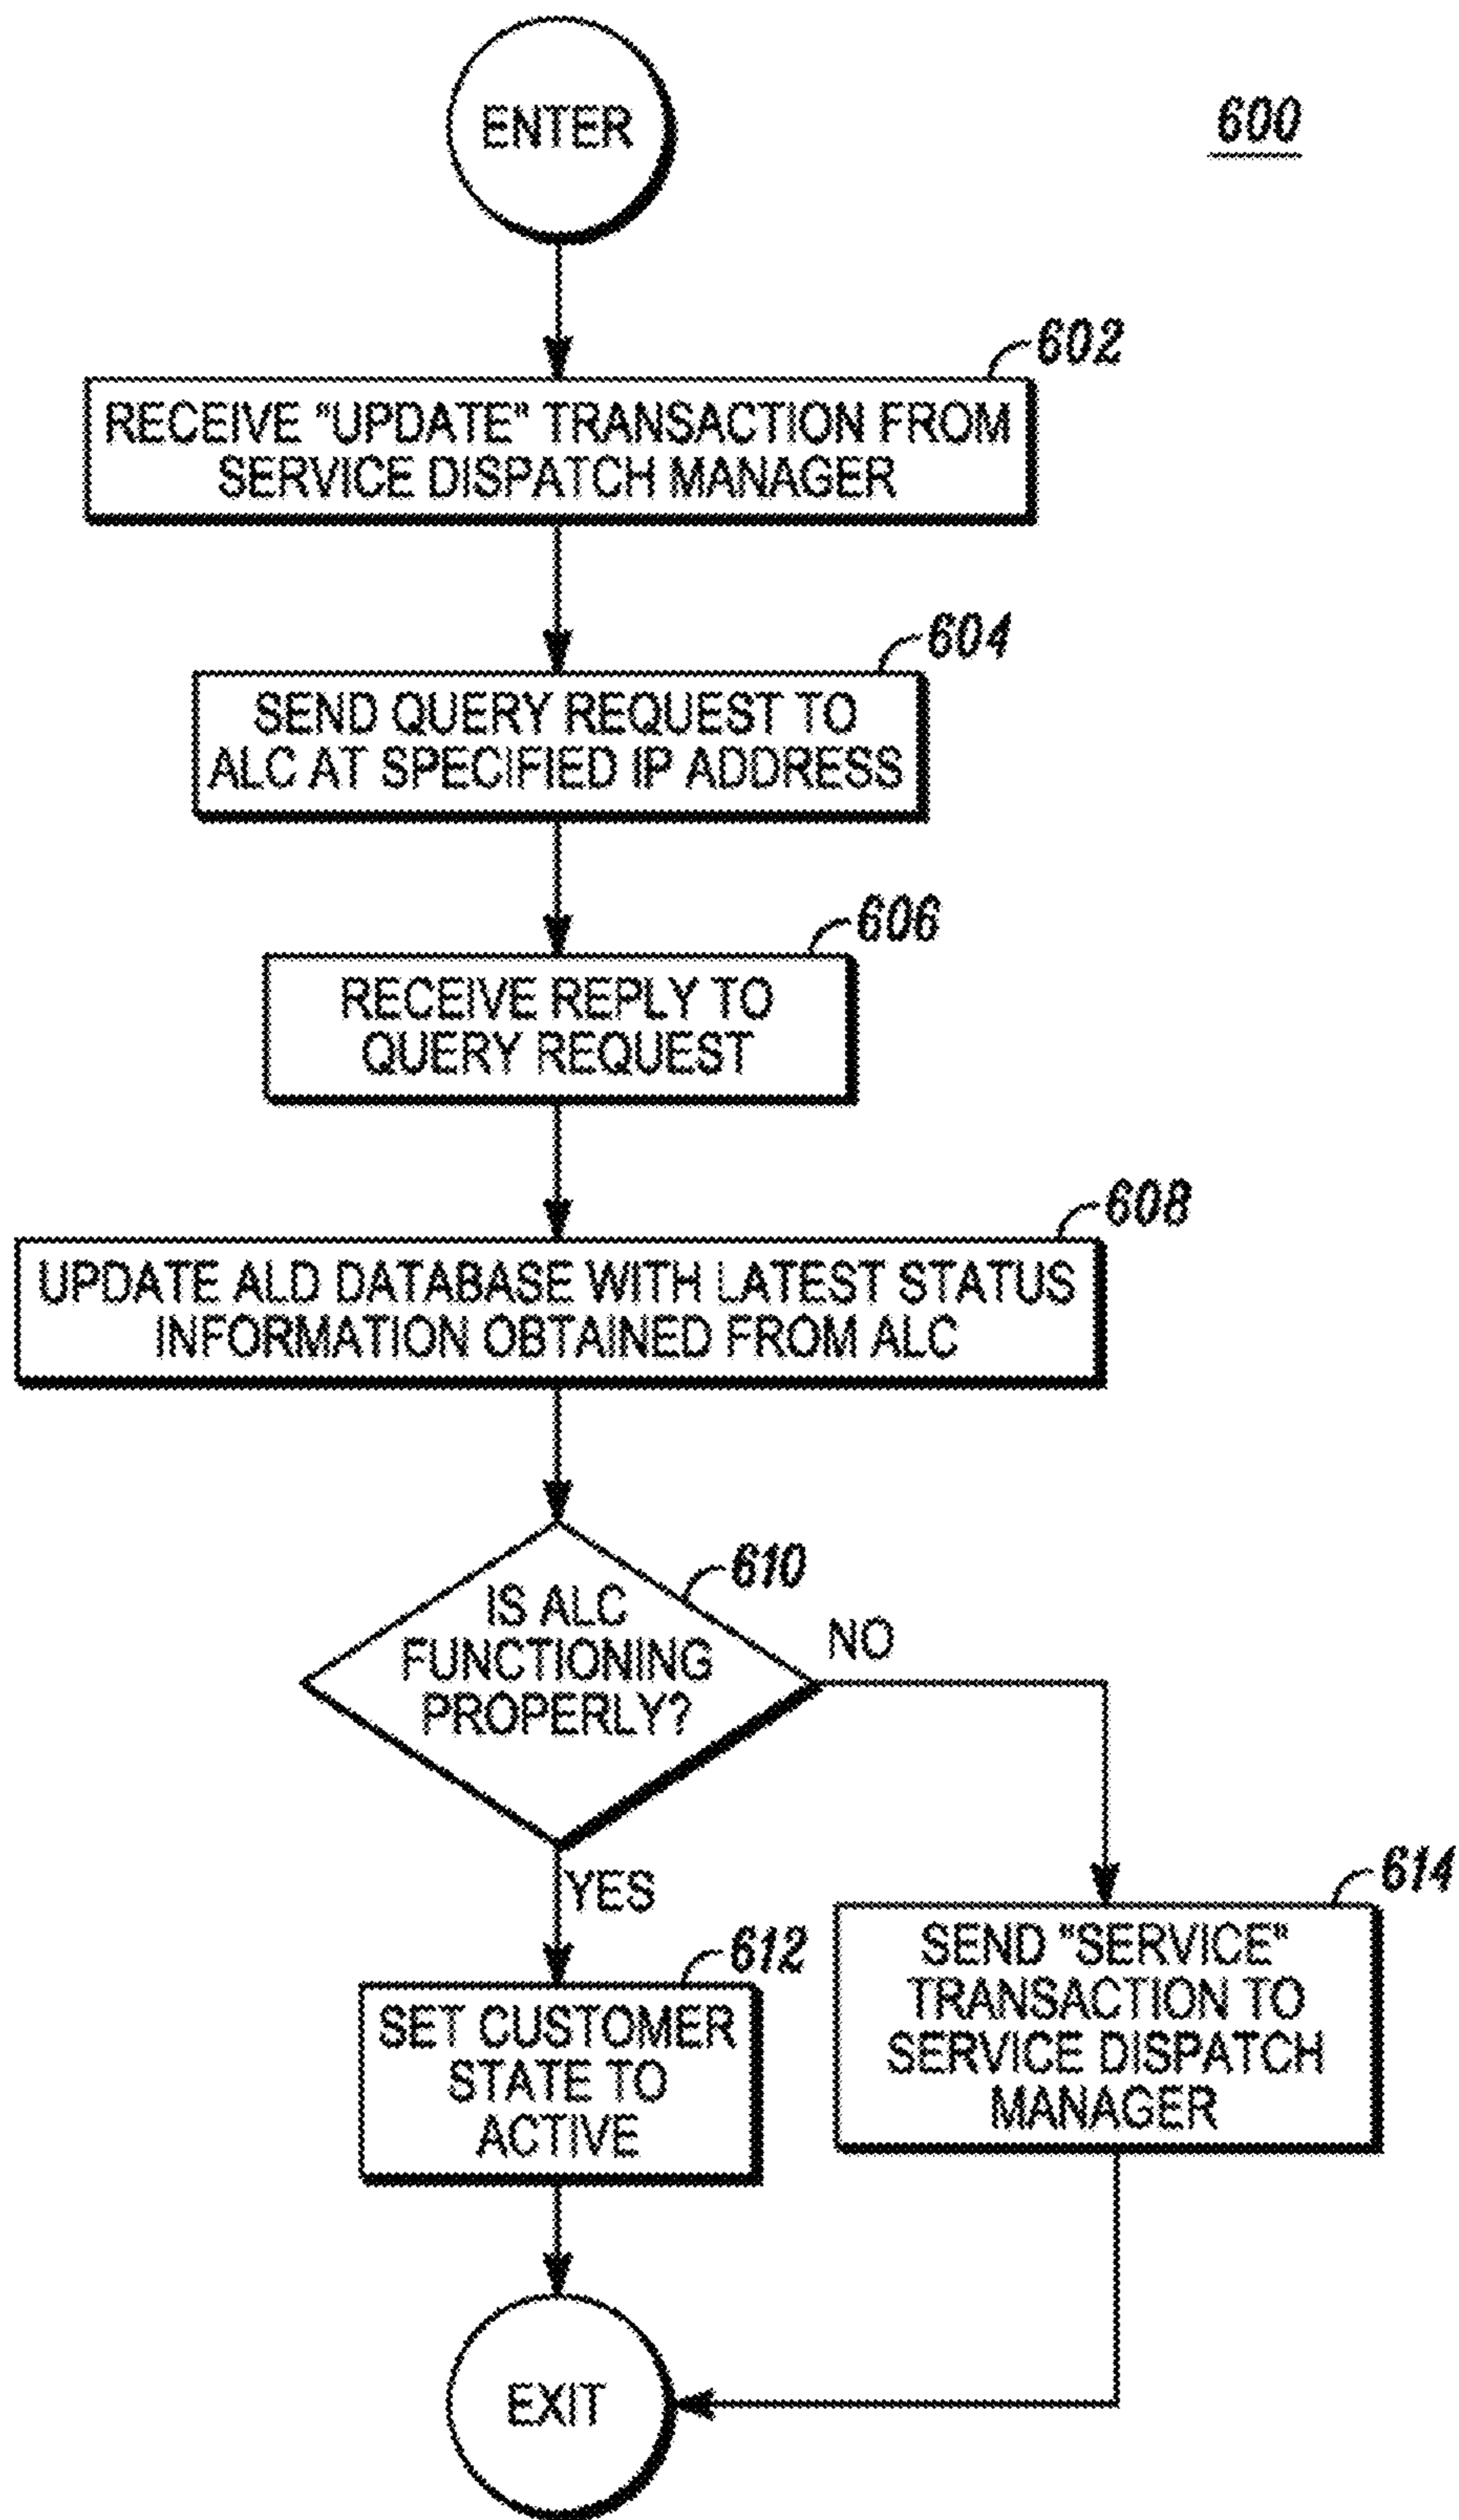 ENTER
600
602
RECEIVE “UPDATE” TRANSACTION FROM
SERVICE DISPATCH MANAGER
604
SEND QUERY REQUEST TO
ALC AT SPECIFIED IP ADDRESS
606
RECEIVE REPLY TO
QUERY REQUEST
608
UPDATE ALD DATABASE WITH LATEST STATUS
INFORMATION OBTAINED FROM ALC
610
IS ALC
FUNCTIONING
PROPERLY?
NO
YES
612
SET CUSTOMER
STATE TO
ACTIVE
614
SEND "SERVICE"
TRANSACTION TO
SERVICE DISPATCH
MANAGER
EXIT